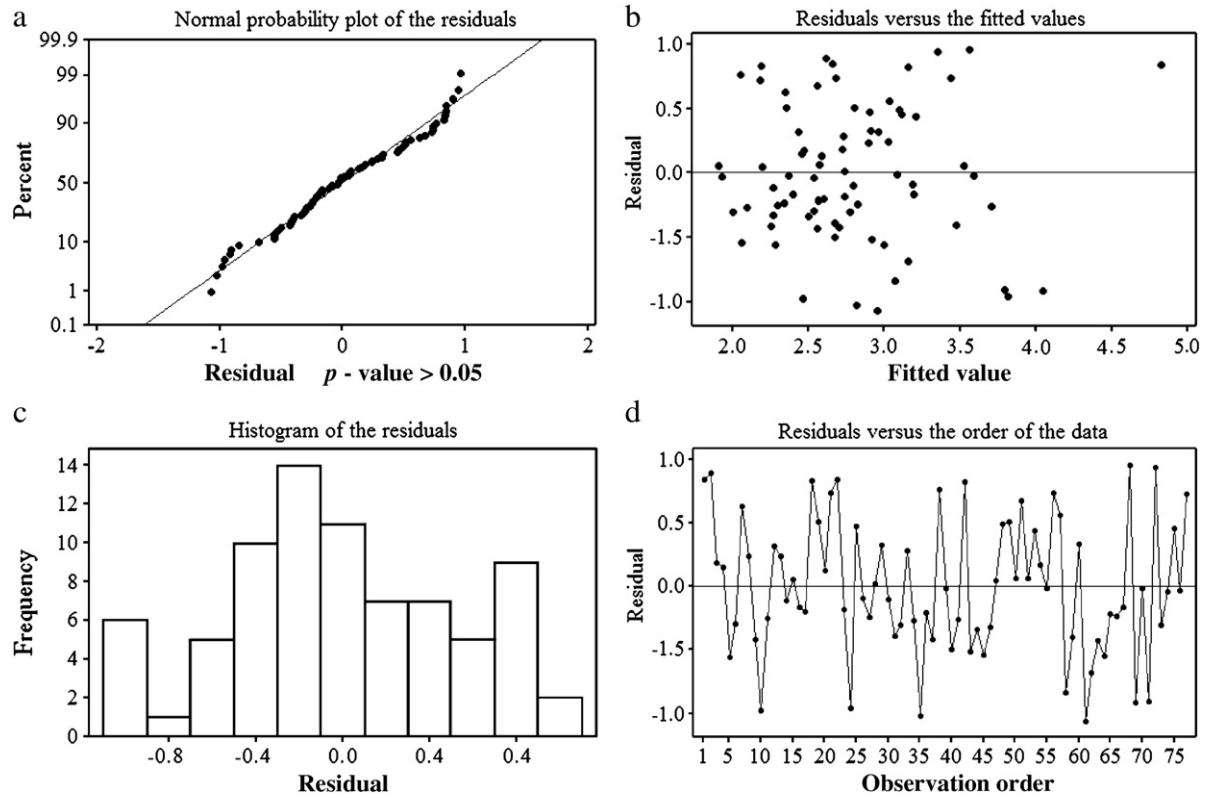 a
Normal probability plot of the residuals
99.9
99
90
50
10
1
0.1
Percent
-2 -1 0 1 2
Residual p - value > 0.05
b
Residuals versus the fitted values
1.0
0.5
0.0
-1.5
-1.0
Residual
2.0 2.5 3.0 3.5 4.0 4.5 5.0
Fitted value
c
Histogram of the residuals
14
12
10
8
6
4
2
0
Frequency
-0.8 -0.4 0.0 0.4 0.4
Residual
d
Residuals versus the order of the data
1.0
0.5
0.0
-1.5
-1.0
Residual
1 5 10 15 20 25 30 35 40 45 50 55 60 65 70 75
Observation order